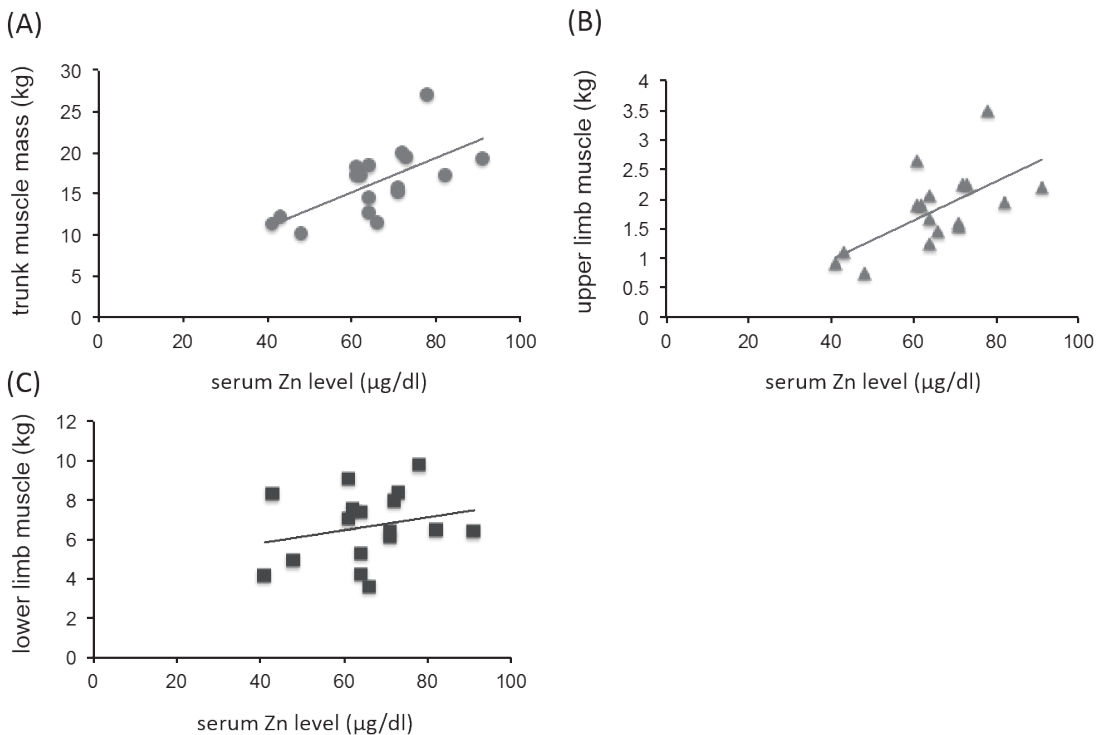 (A)
trunk muscle mass (kg)
30
25
20
15
10
5
0
0 20 40 60 80 100
serum Zn level (µg/dl)
(B)
upper limb muscle (kg)
4
3.5
3
2.5
2
1.5
1
0.5
0
0 20 40 60 80 100
serum Zn level (µg/dl)
(C)
lower limb muscle (kg)
12
10
8
6
4
2
0
0 20 40 60 80 100
serum Zn level (µg/dl)